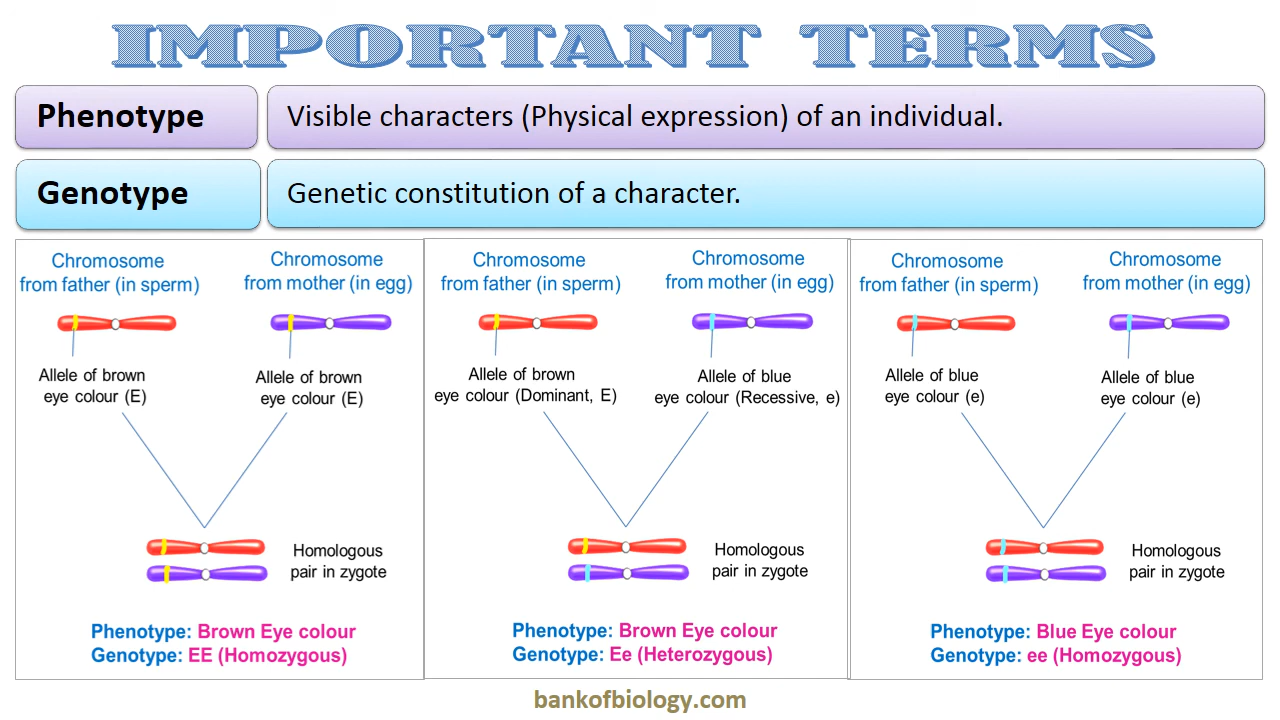 IMPORTANT TERMS
Phenotype
Visible characters (Physical expression) of an individual.
Genotype
Genetic constitution of a character.
Chromosome
from father (in sperm)
Chromosome
from mother (in egg)
Allele of brown
eye colour (E)
Allele of brown
eye colour (E)
Homologous
pair in zygote
Phenotype: Brown Eye colour
Genotype: EE (Homozygous)
Chromosome
from father (in sperm)
Chromosome
from mother (in egg)
Allele of brown
eye colour (Dominant, E)
Allele of blue
eye colour (Recessive, e)
Homologous
pair in zygote
Phenotype: Brown Eye colour
Genotype: Ee (Heterozygous)
Chromosome
from father (in sperm)
Chromosome
from mother (in egg)
Allele of blue
eye colour (e)
Allele of blue
eye colour (e)
Homologous
pair in zygote
Phenotype: Blue Eye colour
Genotype: ee (Homozygous)
bankofbiology.com